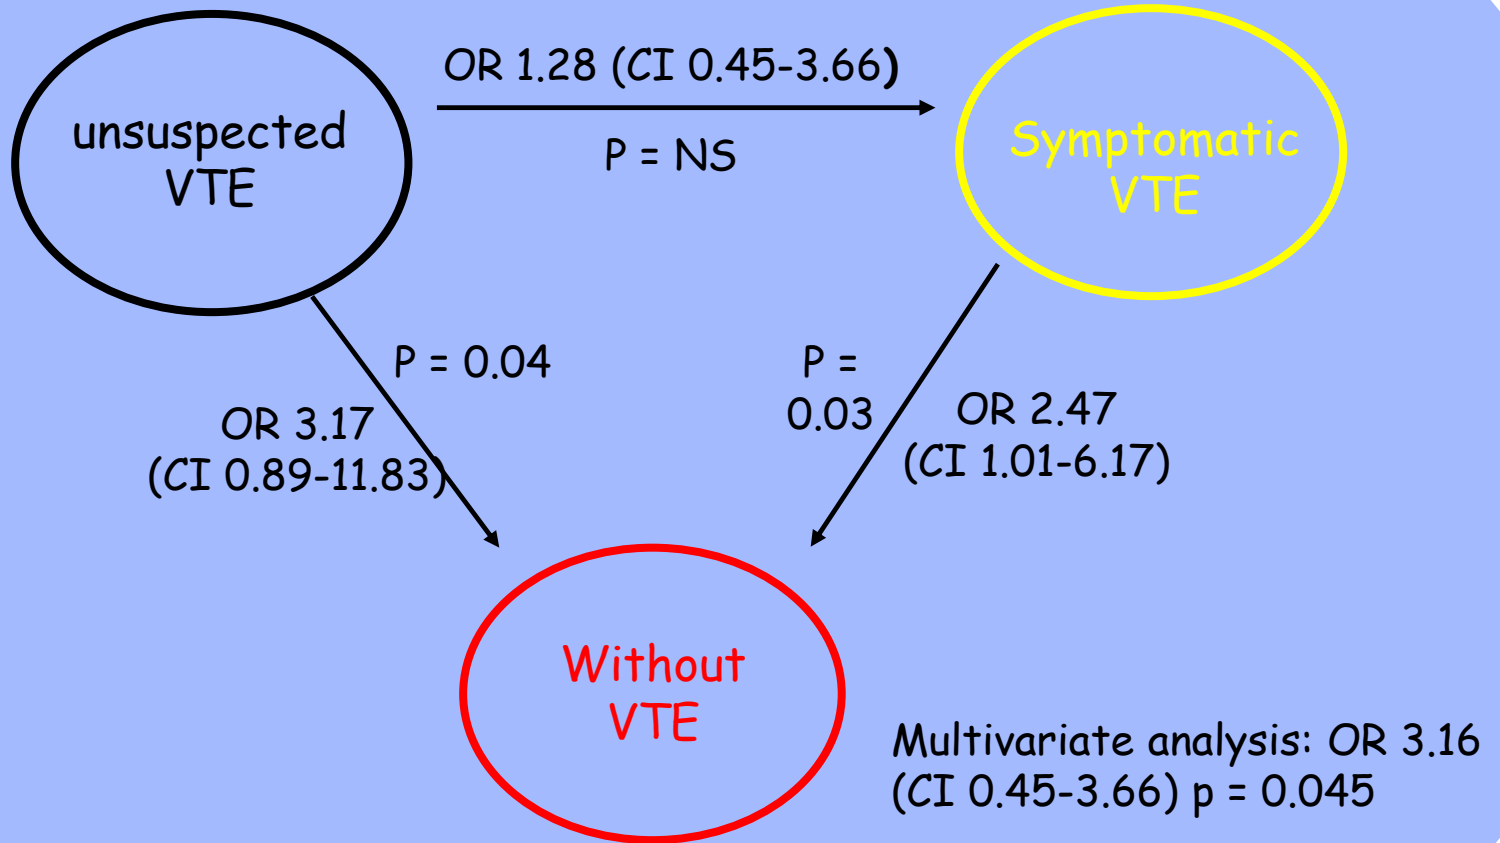 OR 1.28 (CI 0.45-3.66)
P = NS
unsuspected
VTE
Symptomatic
VTE
P = 0.04
OR 3.17
(CI 0.89-11.83)
P =
0.03
OR 2.47
(CI 1.01-6.17)
Without
VTE
Multivariate analysis: OR 3.16
(CI 0.45-3.66) p = 0.045